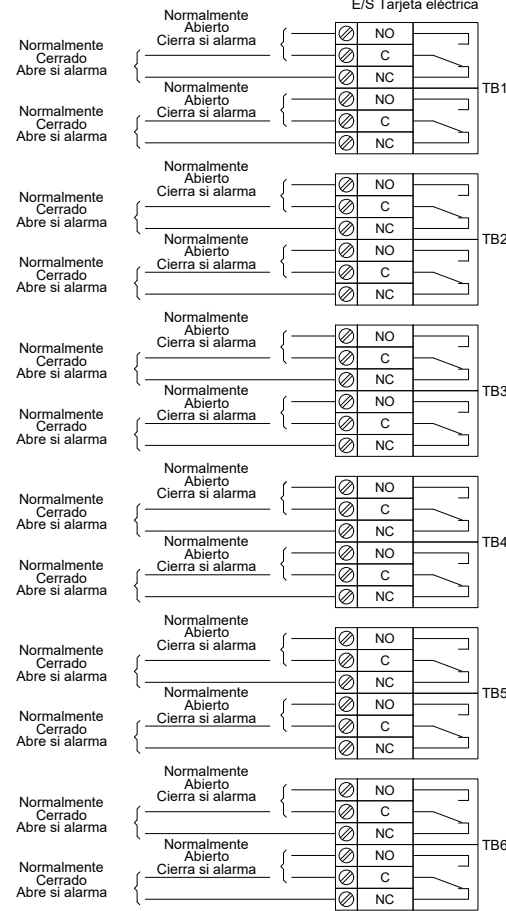 E/S Tarjeta eléctrica
Normalmente
Abierto
Cierra si alarma
NO
Normalmente
Cerrado
Abre si alarma
C
NC
TB1
Normalmente
Abierto
Cierra si alarma
NO
Normalmente
Cerrado
Abre si alarma
C
NC
Normalmente
Abierto
Cierra si alarma
NO
Normalmente
Cerrado
Abre si alarma
C
NC
TB2
Normalmente
Abierto
Cierra si alarma
NO
Normalmente
Cerrado
Abre si alarma
C
NC
Normalmente
Abierto
Cierra si alarma
NO
Normalmente
Cerrado
Abre si alarma
C
NC
TB3
Normalmente
Abierto
Cierra si alarma
NO
Normalmente
Cerrado
Abre si alarma
C
NC
Normalmente
Abierto
Cierra si alarma
NO
Normalmente
Cerrado
Abre si alarma
C
NC
TB4
Normalmente
Abierto
Cierra si alarma
NO
Normalmente
Cerrado
Abre si alarma
C
NC
Normalmente
Abierto
Cierra si alarma
NO
Normalmente
Cerrado
Abre si alarma
C
NC
TB5
Normalmente
Abierto
Cierra si alarma
NO
Normalmente
Cerrado
Abre si alarma
C
NC
Normalmente
Abierto
Cierra si alarma
NO
Normalmente
Cerrado
Abre si alarma
C
NC
TB6
Normalmente
Abierto
Cierra si alarma
NO
Normalmente
Cerrado
Abre si alarma
C
NC